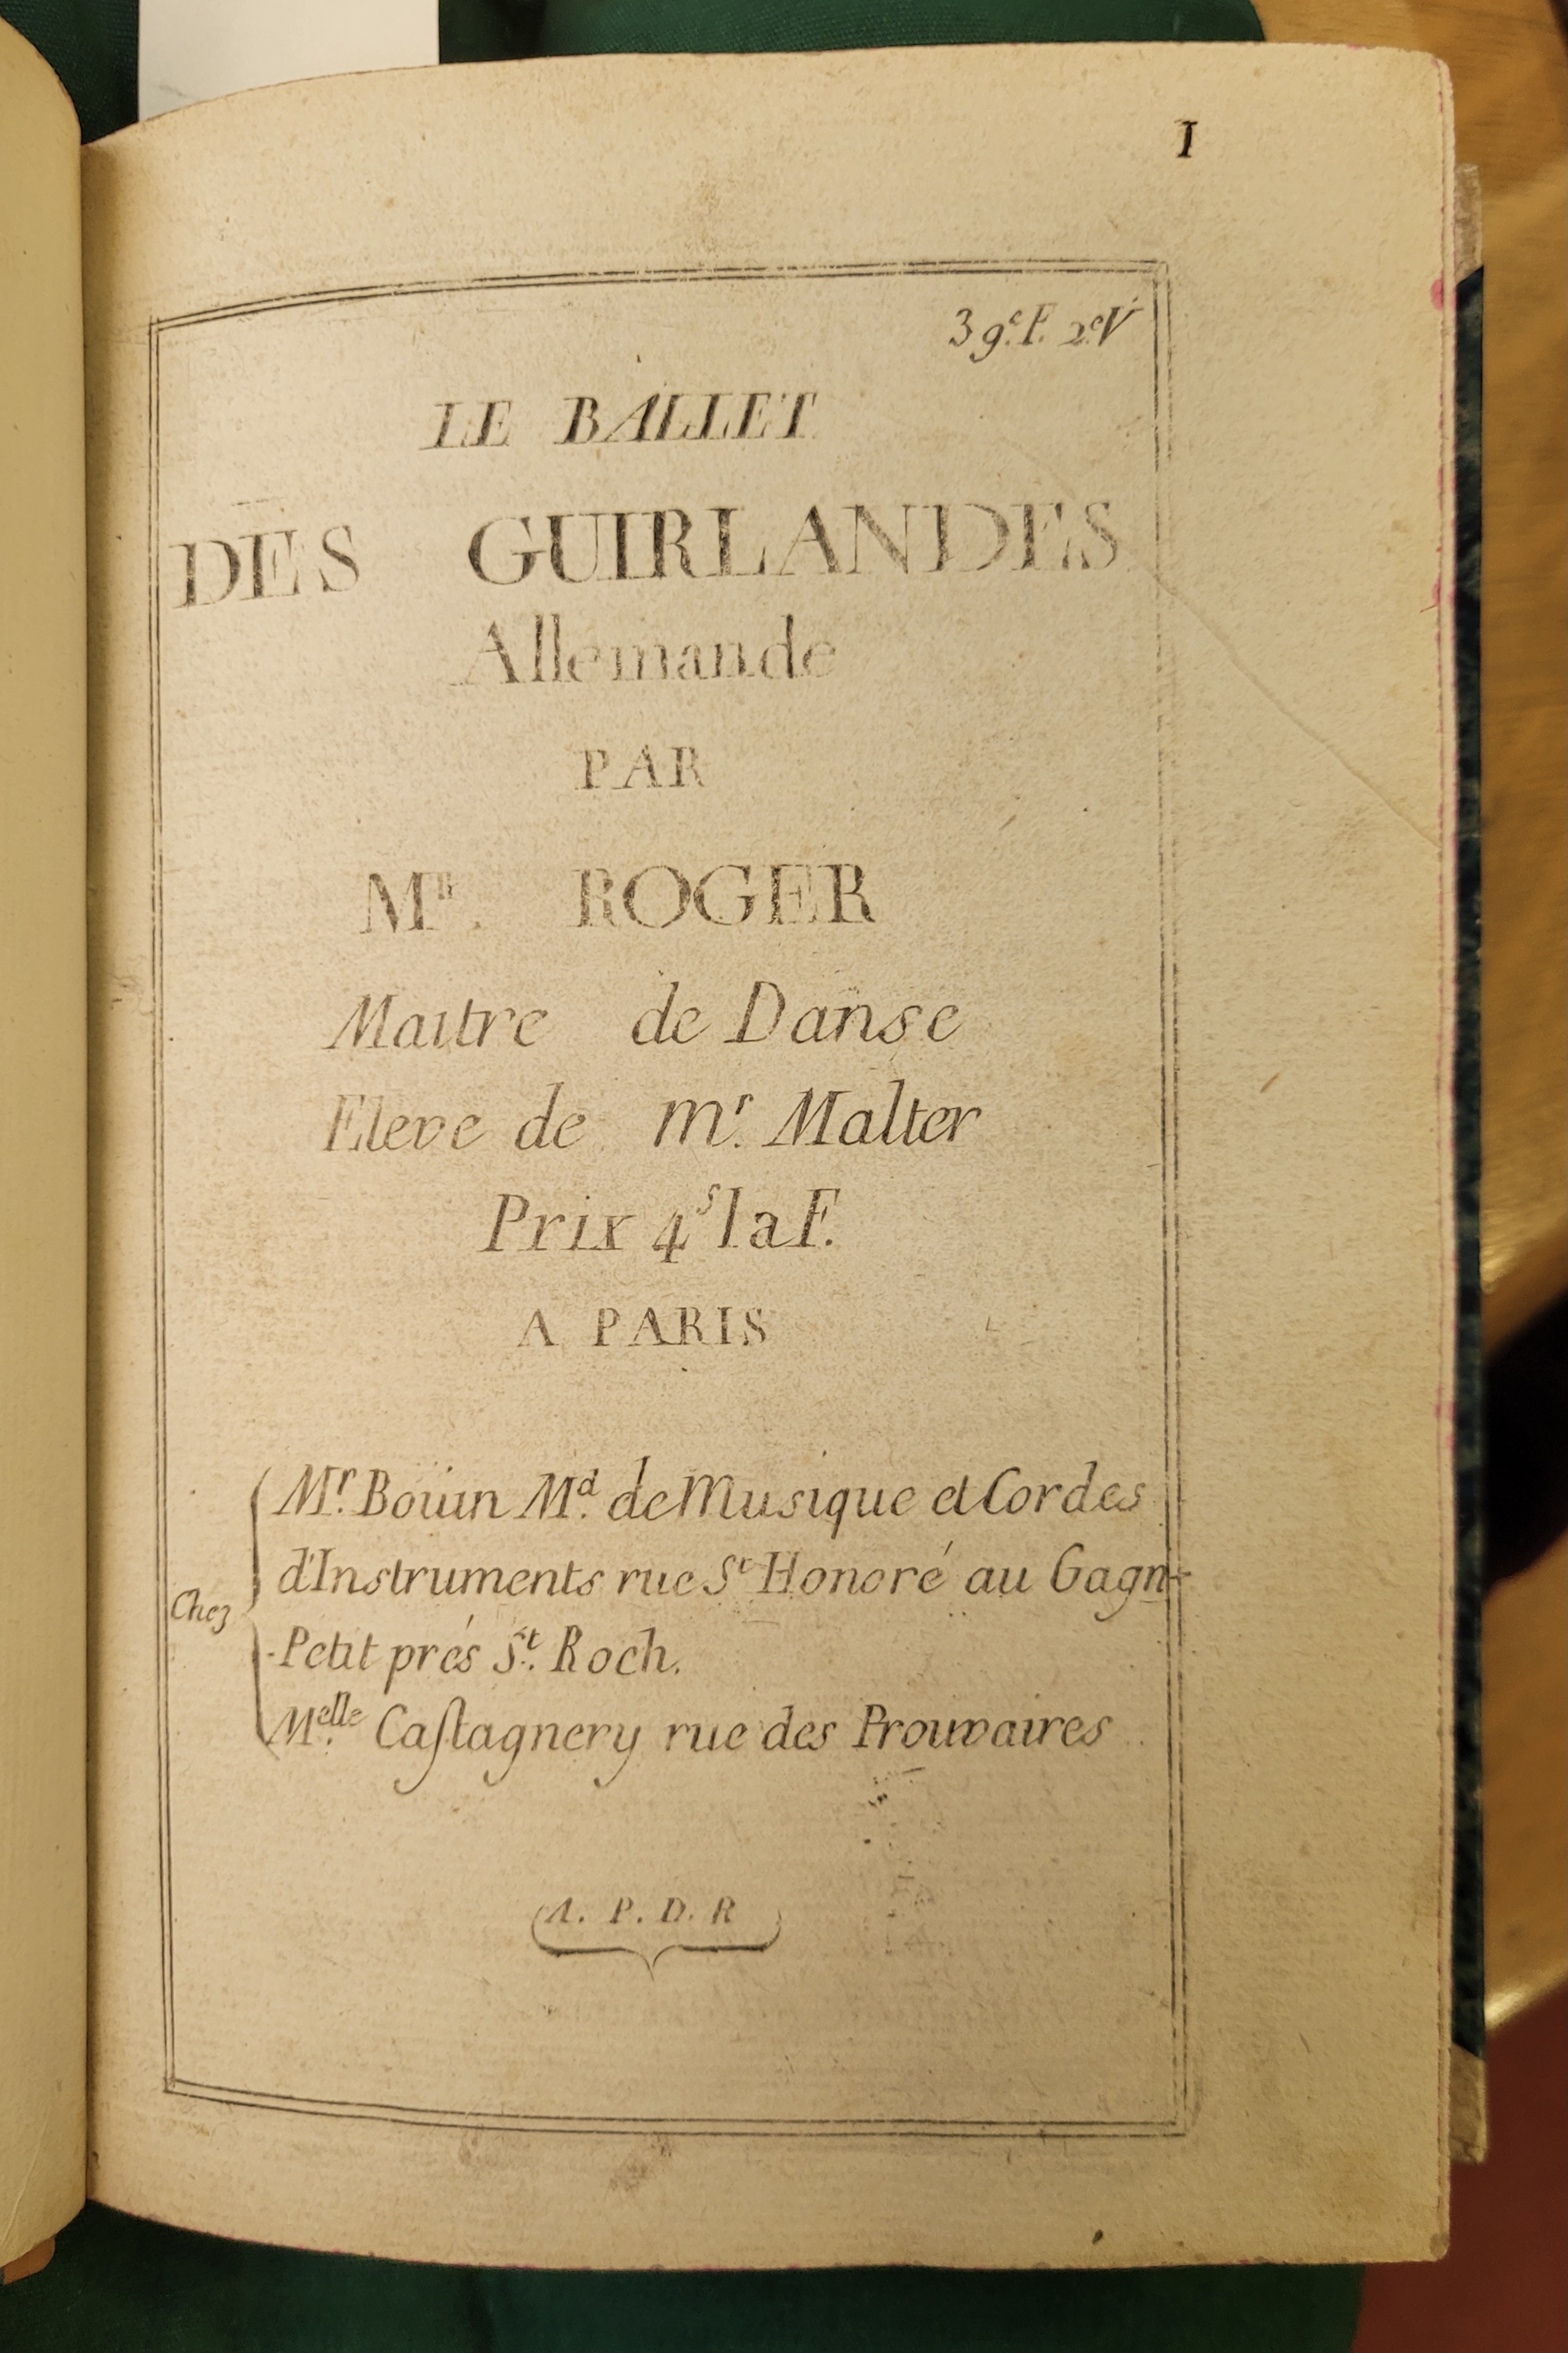 I
39.e F. 2.e V
LE BALLET
DES GUIRLANDES
Allemande
PAR
MR. ROGER
Maitre de Danse
Eleve de mr. Malter
Prix 4s la F.
A PARIS
Chez
Mr. Bouin Md. de Musique et Cordes
d'Instruments rue St Honoré au Gagn-
-Petit prés St. Roch.
Melle. Castagnery rue des Prouvaires
A. P. D. R